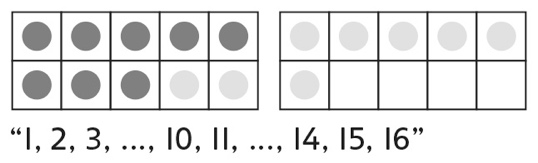 “1, 2, 3, ..., 10, 11, ..., 14, 15, 16”